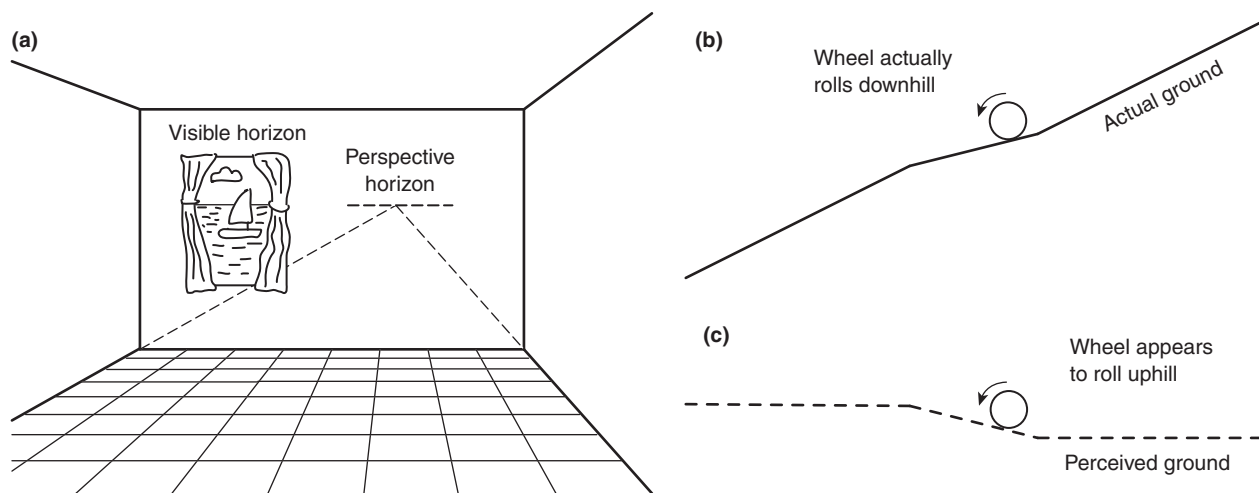 (a)
Visible horizon
Perspective
horizon
(b)
Wheel actually
rolls downhill
Actual ground
(c)
Wheel appears
to roll uphill
Perceived ground